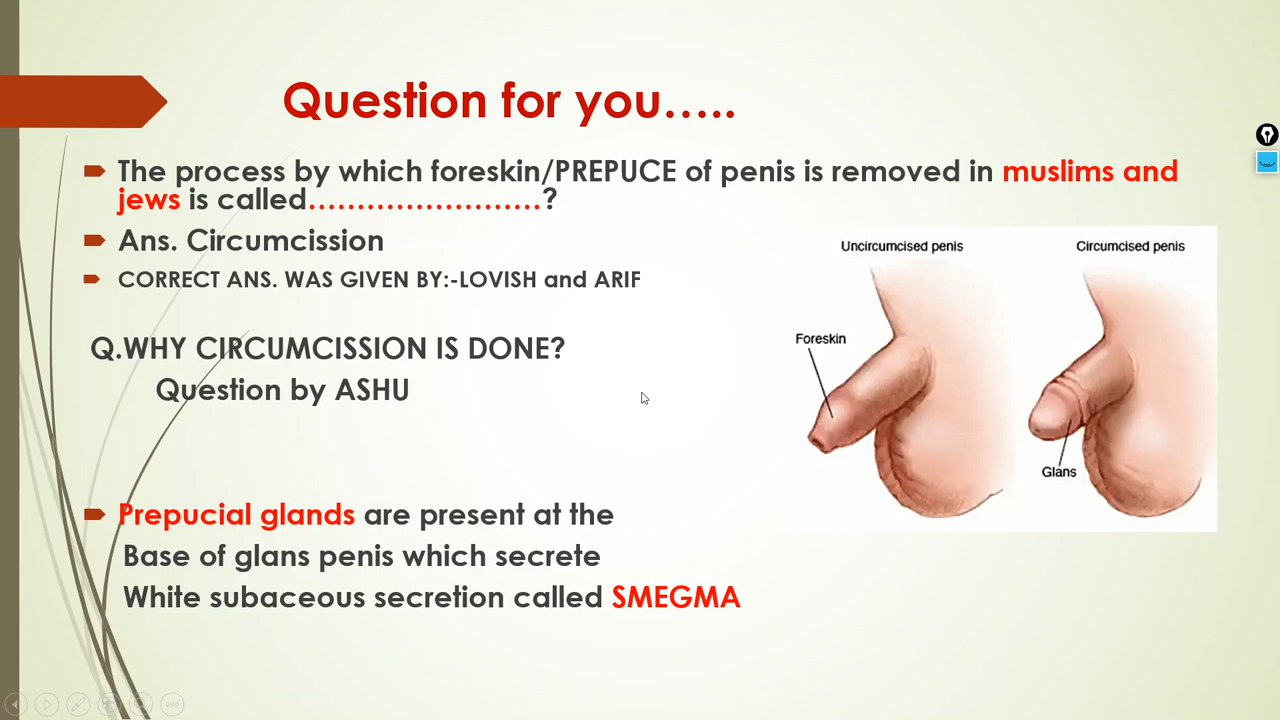 Question for you.....
The process by which foreskin/PREPUCE of penis is removed in muslims and
jews is called........................?
Ans. Circumcission
CORRECT ANS. WAS GIVEN BY:-LOVISH and ARIF
Q.WHY CIRCUMCISSION IS DONE?
Question by ASHU
Uncircumcised penis
Circumcised penis
Foreskin
Glans
Prepucial glands are present at the
Base of glans penis which secrete
White subaceous secretion called SMEGMA